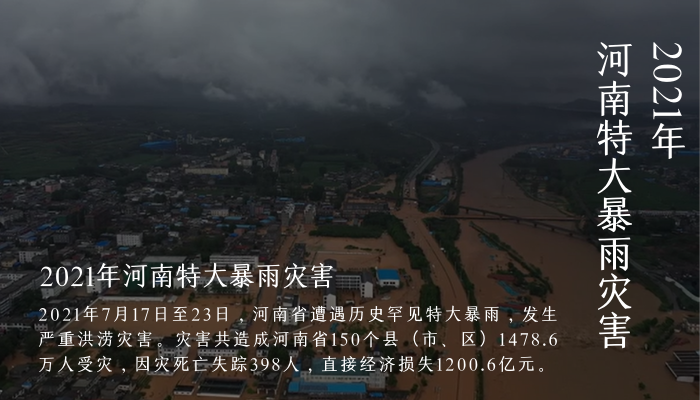 2021年
河南特大暴雨灾害
2021年河南特大暴雨灾害
2021年7月17日至23日，河南省遭遇历史罕见特大暴雨，发生
严重洪涝灾害。灾害共造成河南省150个县（市、区）1478.6
万人受灾，因灾死亡失踪398人，直接经济损失1200.6亿元。